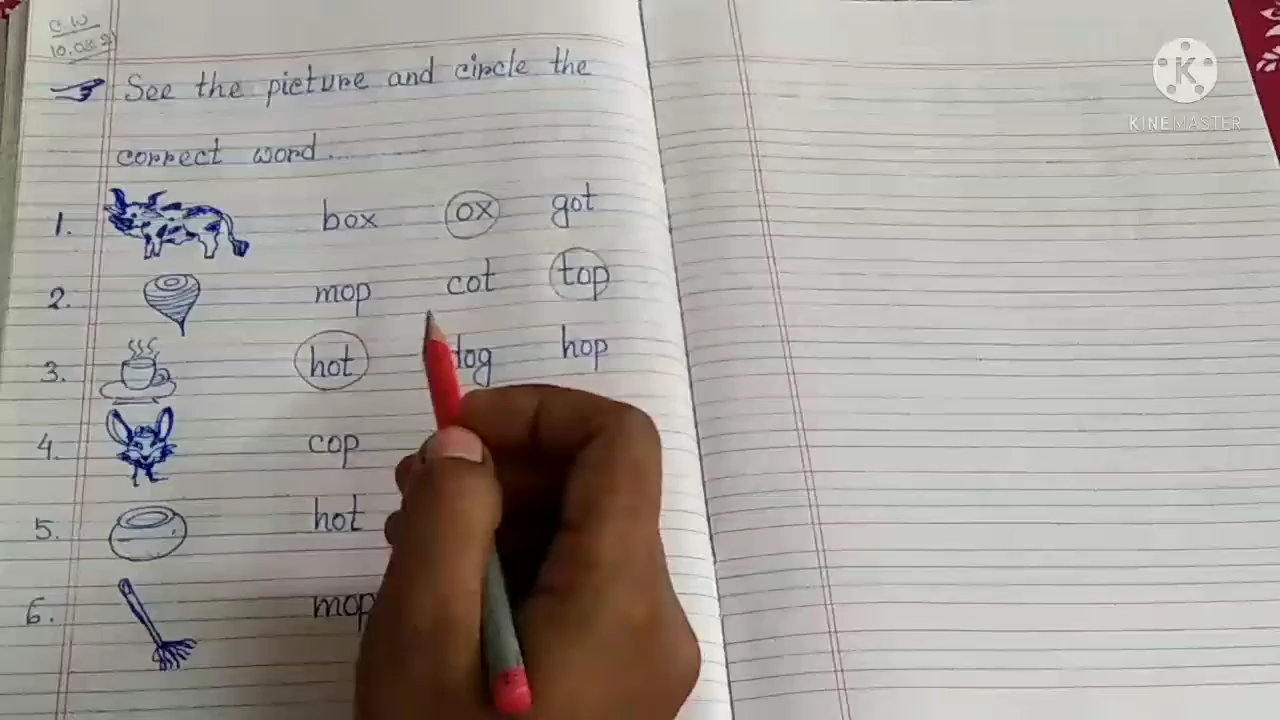 C.W
See the picture and circle the
correct word......
1. box ox got
2. mop cot top
3. hot dog hop
4. cop
5. hot
6. mop
K
KINEMASTER